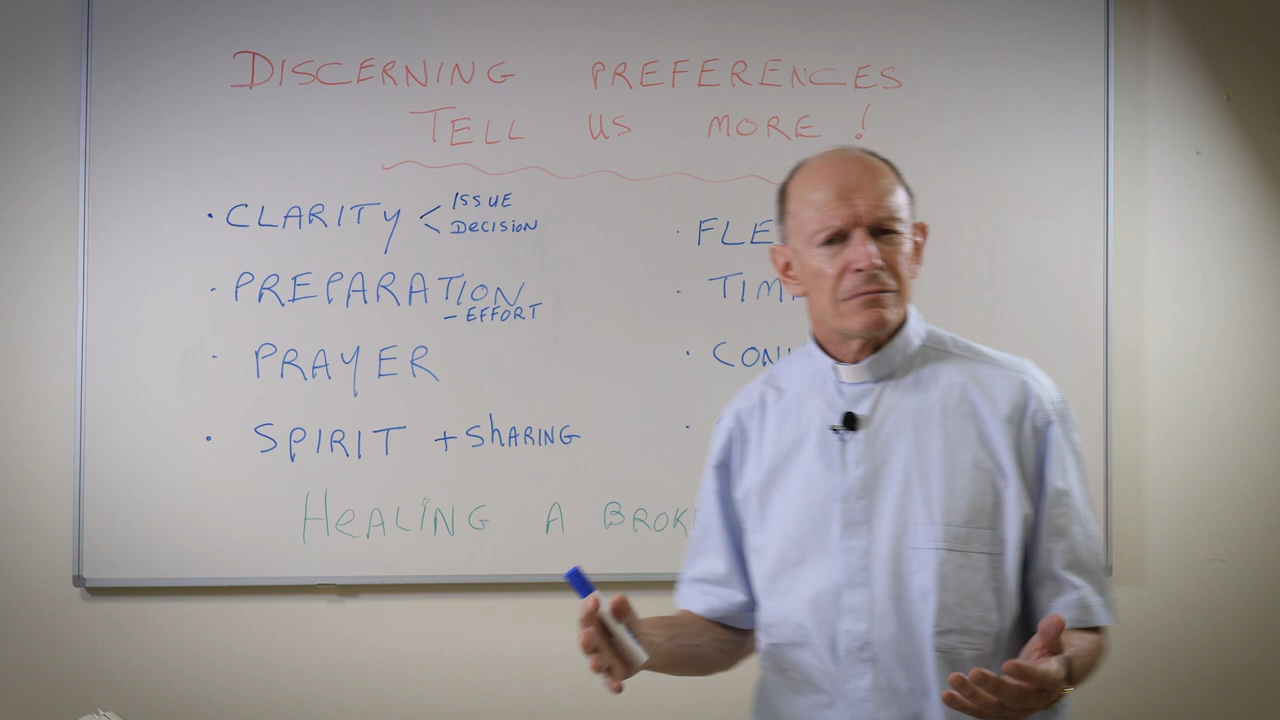 DISCERNING PREFERENCES
TELL US MORE!
• CLARITY < ISSUE
DECISION
• PREPARATION
- EFFORT
• PRAYER
• SPIRIT + SHARING
• FLE
• TIM
• CON
HEALING A BROK